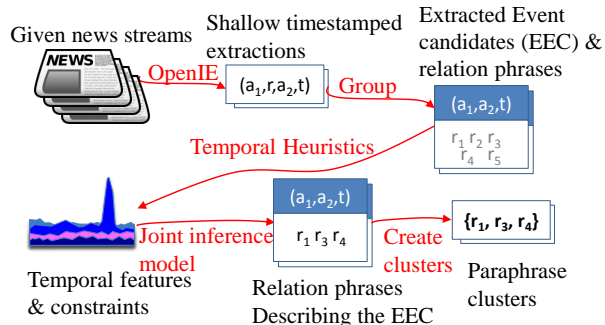 Given news streams
NEWS
OpenIE
Shallow timestamped
extractions
(a₁,r,a₂,t)
Group
Extracted Event
candidates (EEC) &
relation phrases
(a₁,a₂,t)
r₁ r₂ r₃
r₄ r₅
Temporal Heuristics
Temporal features
& constraints
Joint inference
model
(a₁,a₂,t)
r₁ r₃ r₄
Relation phrases
Describing the EEC
Create
clusters
{r₁, r₃, r₄}
Paraphrase
clusters